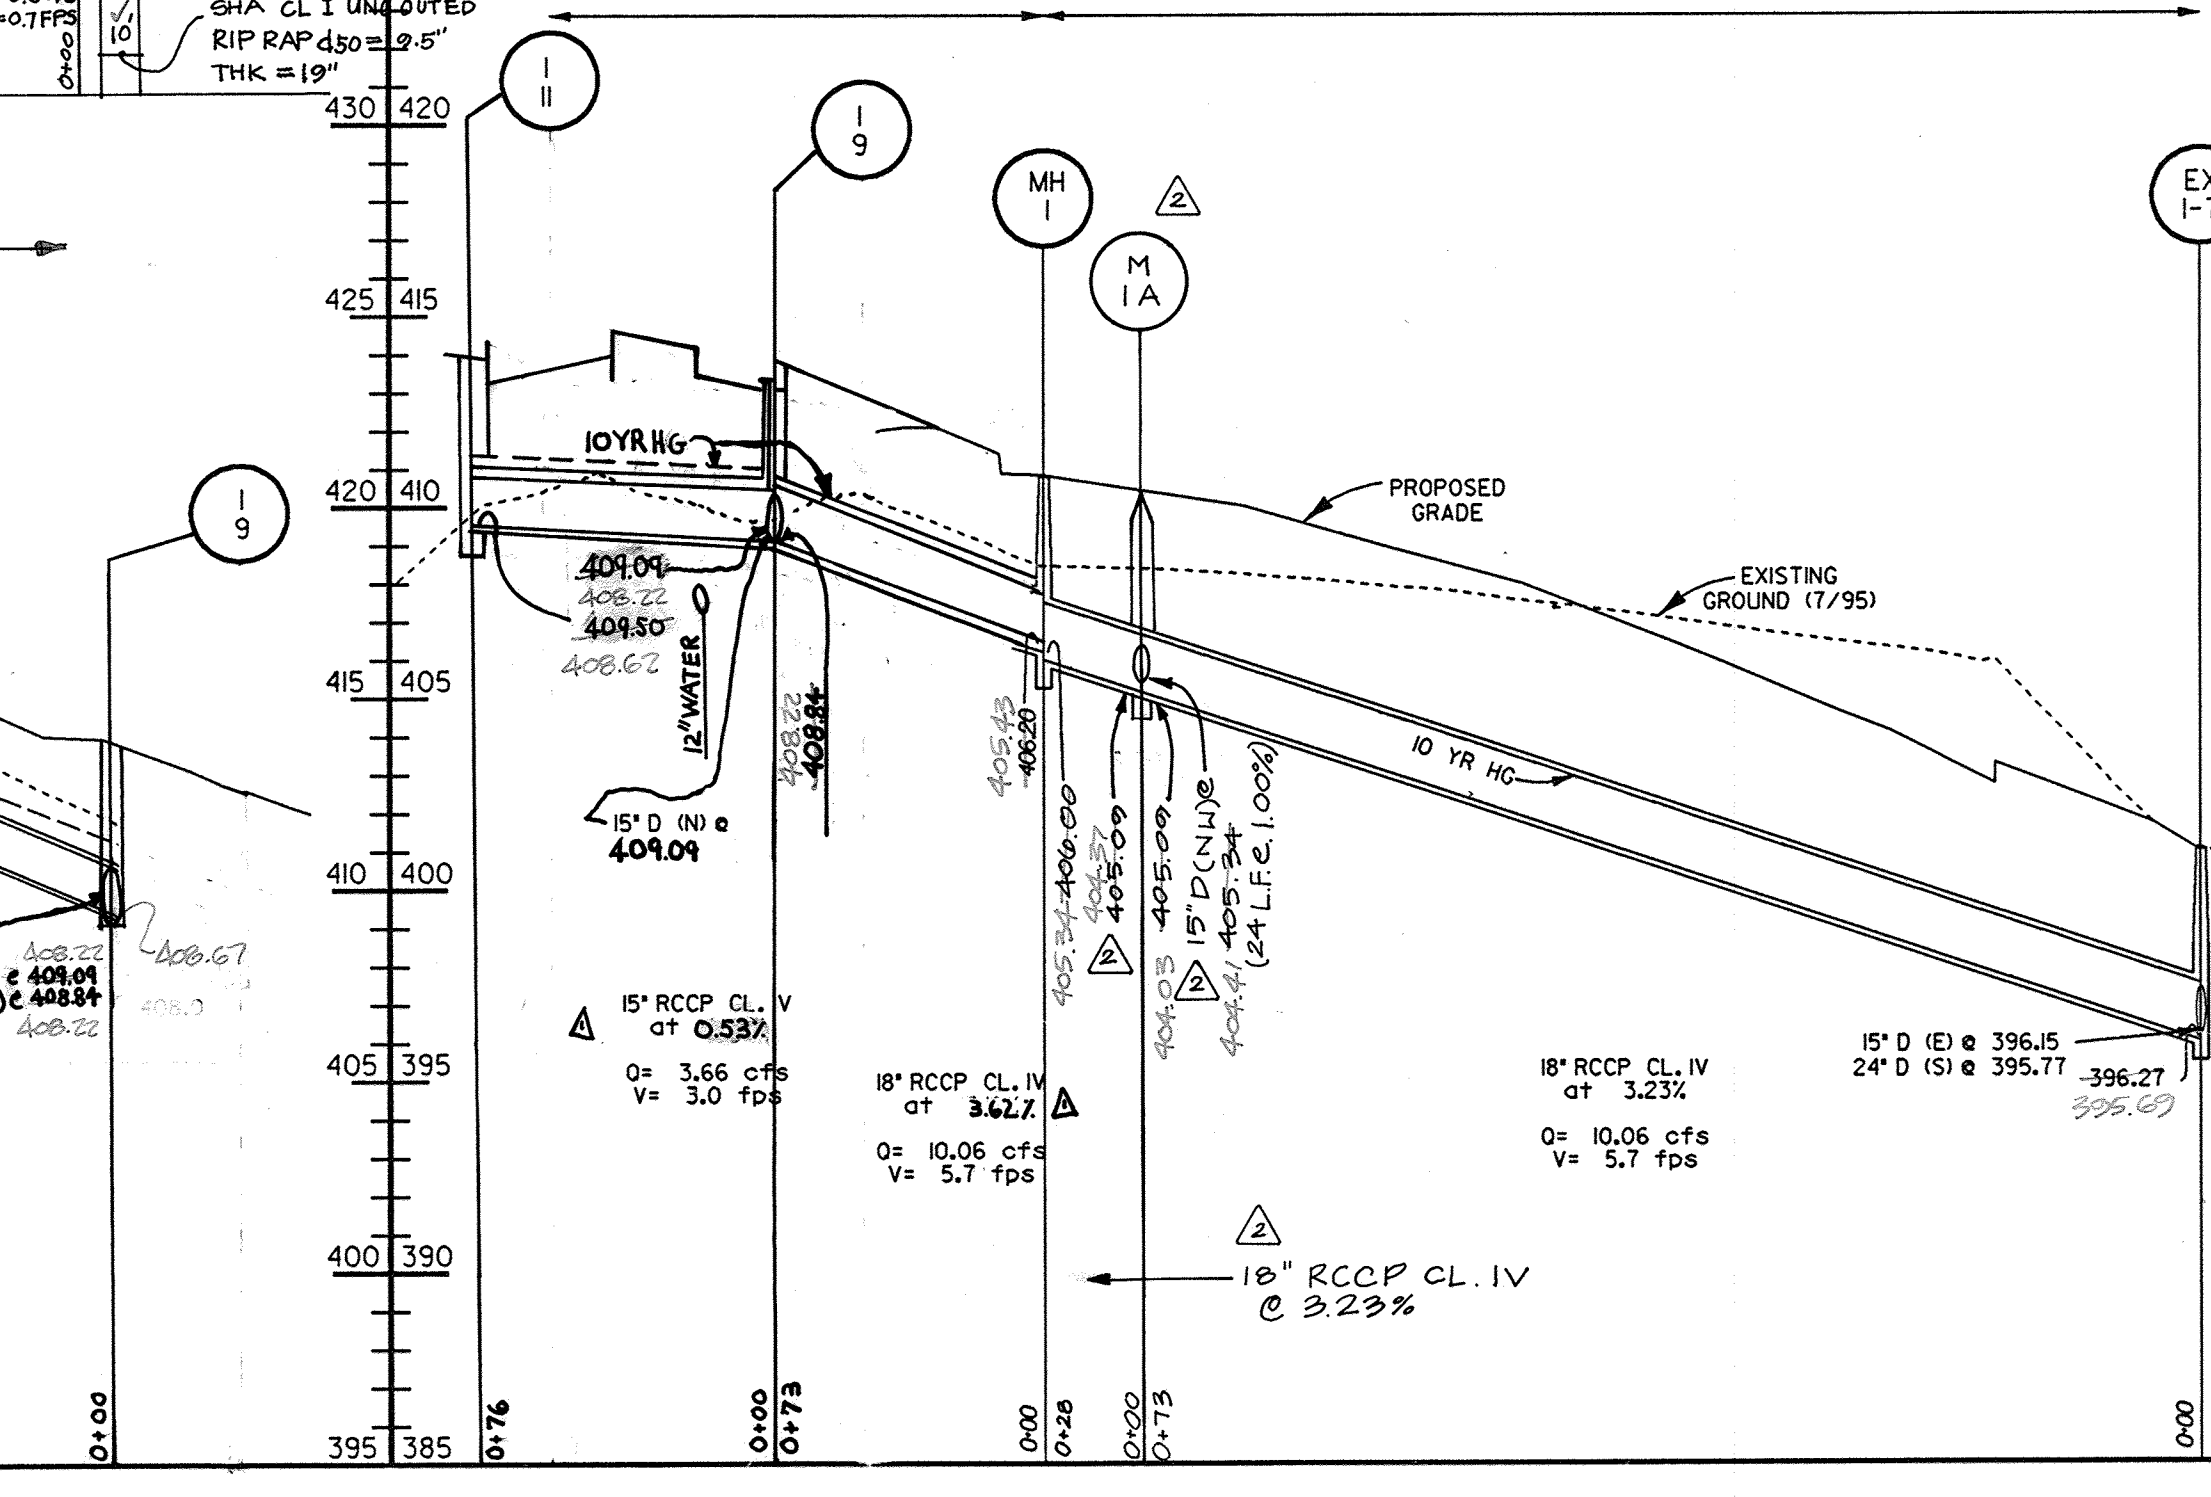 =0.7FPS
0+00
10'
SHA CL I UNGOUTED
RIP RAP d50 = 9.5"
THK = 19"
430 420
425 415
420 410
415 405
410 400
405 395
400 390
395 385
I
9
I
11
I
9
MH
1
2
M
1A
EX
I-7
10YR HG
PROPOSED
GRADE
EXISTING
GROUND (7/95)
10 YR HG
409.09
408.22
409.50
408.62
12" WATER
15" D (N) @
409.09
408.22
408.84
405.43
406.20
405.34 406.00
404.37
405.09
2
404.03 405.09
2
15" D (NW) @
404.41 405.34
(24 L.F. @ 1.00%)
408.22
@ 409.09
@ 408.84
408.22
408.67
408.0
1
15" RCCP CL. V
at 0.53%
Q= 3.66 cfs
V= 3.0 fps
18" RCCP CL. IV
at 3.62%
1
Q= 10.06 cfs
V= 5.7 fps
18" RCCP CL. IV
at 3.23%
Q= 10.06 cfs
V= 5.7 fps
15" D (E) @ 396.15
24" D (S) @ 395.77
396.27
395.69
2
18" RCCP CL. IV
@ 3.23%
0+00
0+76
0+00
0+73
0+00
0+28
0+00
0+73
0+00